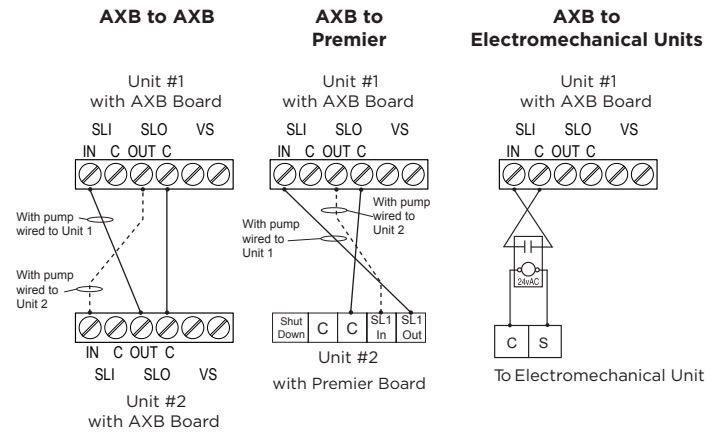 AXB to AXB
Unit #1
with AXB Board
SLI SLO VS
IN C OUT C
With pump
wired to Unit 1
With pump
wired to
Unit 2
IN C OUT C
SLI SLO VS
Unit #2
with AXB Board
AXB to
Premier
Unit #1
with AXB Board
SLI SLO VS
IN C OUT C
With pump
wired to
Unit 2
With pump
wired to
Unit 1
Shut
Down
C
C
SL1
In
SL1
Out
Unit #2
with Premier Board
AXB to
Electromechanical Units
Unit #1
with AXB Board
SLI SLO VS
IN C OUT C
24vAC
C S
To Electromechanical Unit